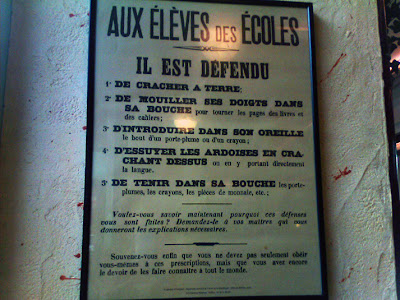 AUX ÉLÈVES DES ÉCOLES
IL EST DÉFENDU
1° DE CRACHER A TERRE;
2° DE MOUILLER SES DOIGTS DANS
SA BOUCHE pour tourner les pages des livres et
des cahiers;
3° D'INTRODUIRE DANS SON OREILLE
le bout d'un porte-plume ou d'un crayon;
4° D'ESSUYER LES ARDOISES EN CRA-
CHANT DESSUS ou en y portant directement
la langue.
5° DE TENIR DANS SA BOUCHE les porte-
plumes, les crayons, les pièces de monnaie, etc.;
Voulez-vous savoir maintenant pourquoi ces défenses
vous sont faites? Demandez-le à vos maîtres qui vous
donneront les explications nécessaires.
Souvenez-vous enfin que vous ne devez pas seulement obéir
vous-mêmes à ces prescriptions, mais que vous avez encore
le devoir de les faire connaître à tout le monde.